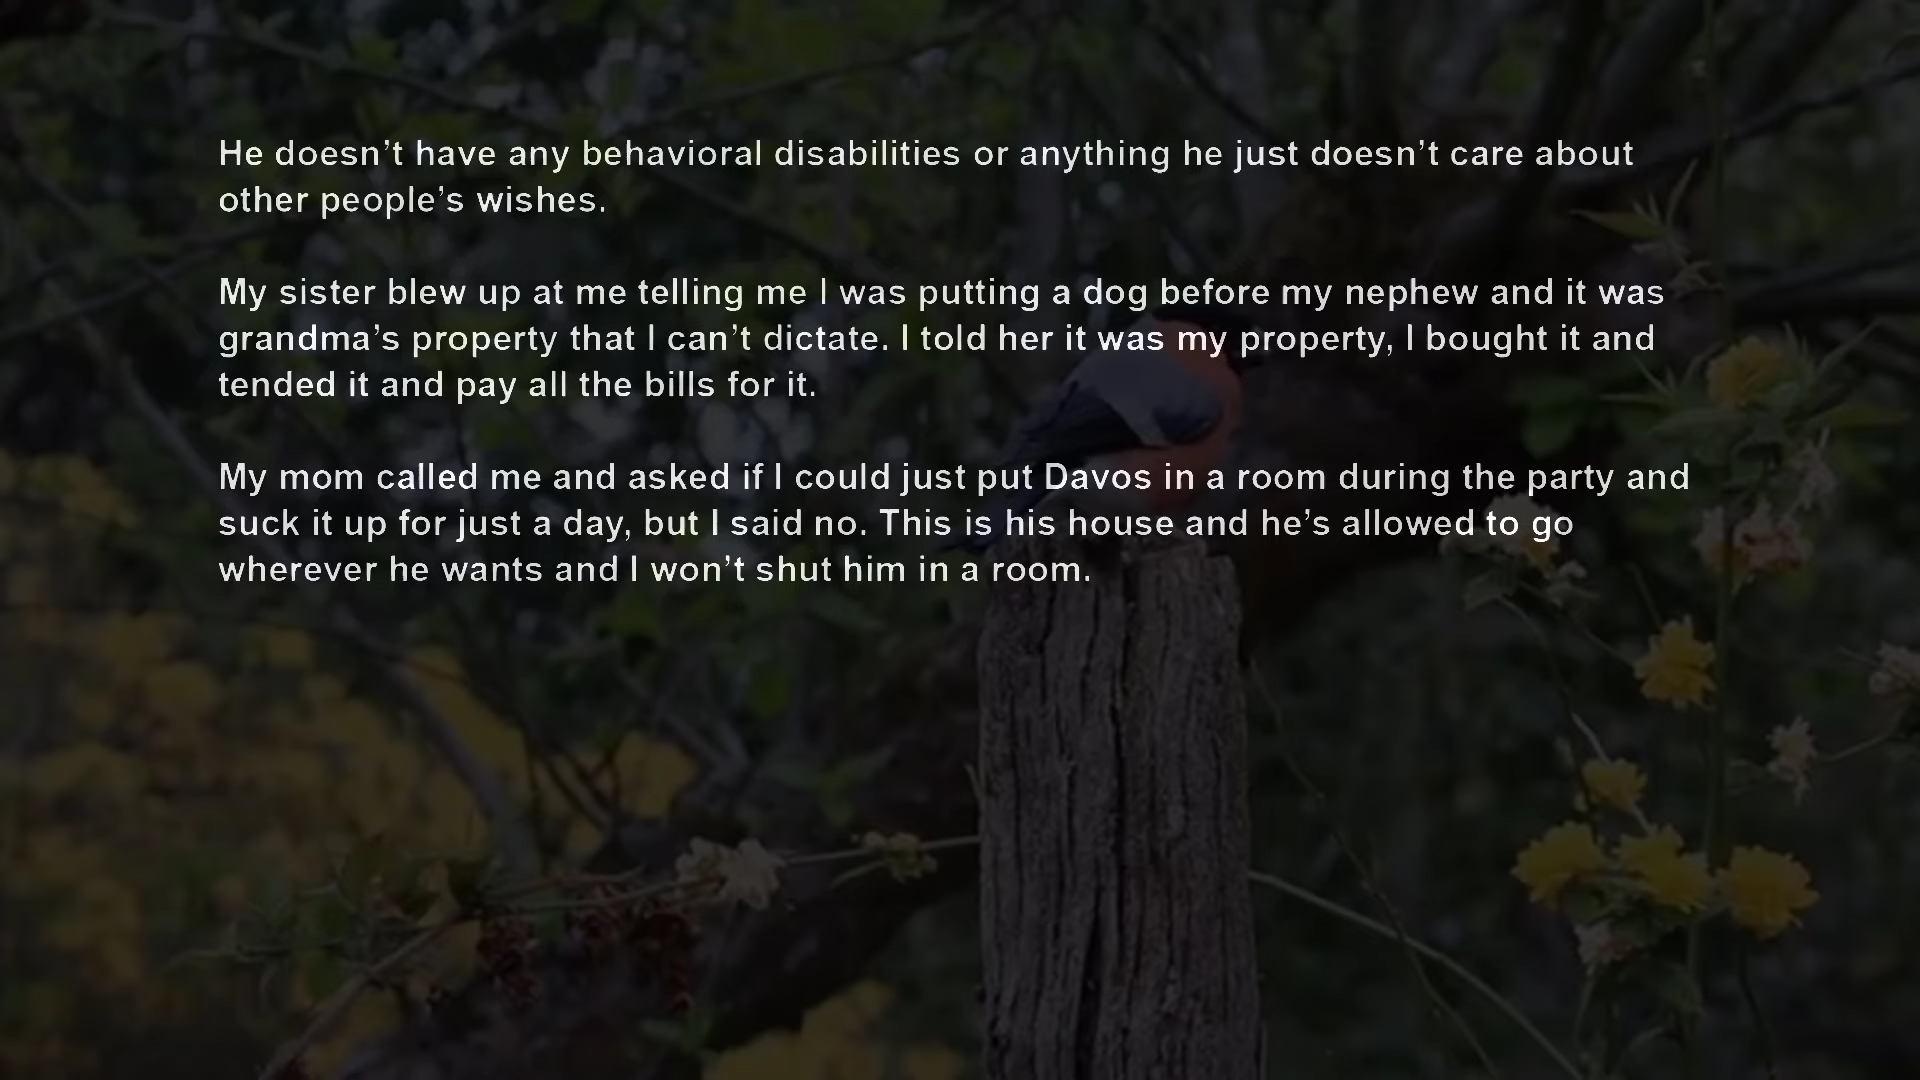 He doesn’t have any behavioral disabilities or anything he just doesn’t care about
other people’s wishes.
My sister blew up at me telling me I was putting a dog before my nephew and it was
grandma’s property that I can’t dictate. I told her it was my property, I bought it and
tended it and pay all the bills for it.
My mom called me and asked if I could just put Davos in a room during the party and
suck it up for just a day, but I said no. This is his house and he’s allowed to go
wherever he wants and I won’t shut him in a room.